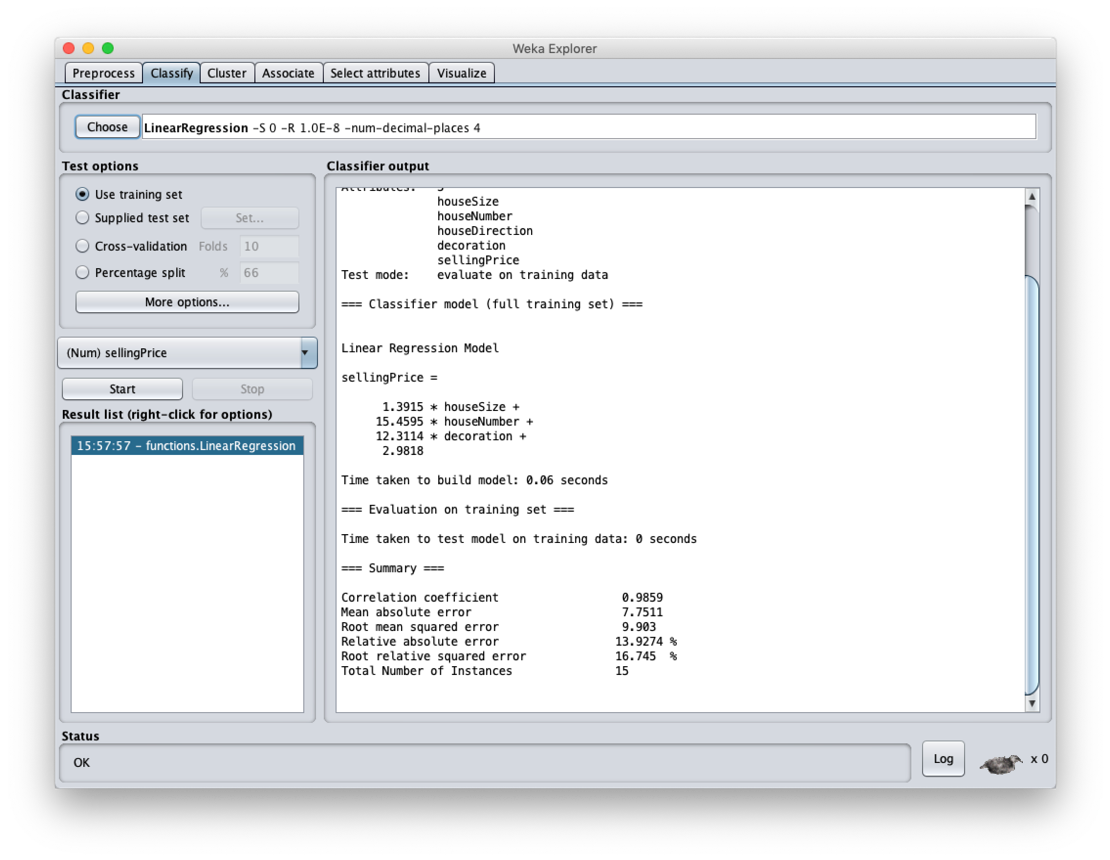 Weka Explorer
Preprocess Classify Cluster Associate Select attributes Visualize
Classifier
Choose LinearRegression -S 0 -R 1.0E-8 -num-decimal-places 4
Test options
Use training set
Supplied test set Set...
Cross-validation Folds 10
Percentage split % 66
More options...
(Num) sellingPrice
Start Stop
Result list (right-click for options)
15:57:57 - functions.LinearRegression
Classifier output
Attributes: 5
houseSize
houseNumber
houseDirection
decoration
sellingPrice
Test mode: evaluate on training data
=== Classifier model (full training set) ===
Linear Regression Model
sellingPrice =
1.3915 * houseSize +
15.4595 * houseNumber +
12.3114 * decoration +
2.9818
Time taken to build model: 0.06 seconds
=== Evaluation on training set ===
Time taken to test model on training data: 0 seconds
=== Summary ===
Correlation coefficient 0.9859
Mean absolute error 7.7511
Root mean squared error 9.903
Relative absolute error 13.9274 %
Root relative squared error 16.745 %
Total Number of Instances 15
Status
OK
Log x 0